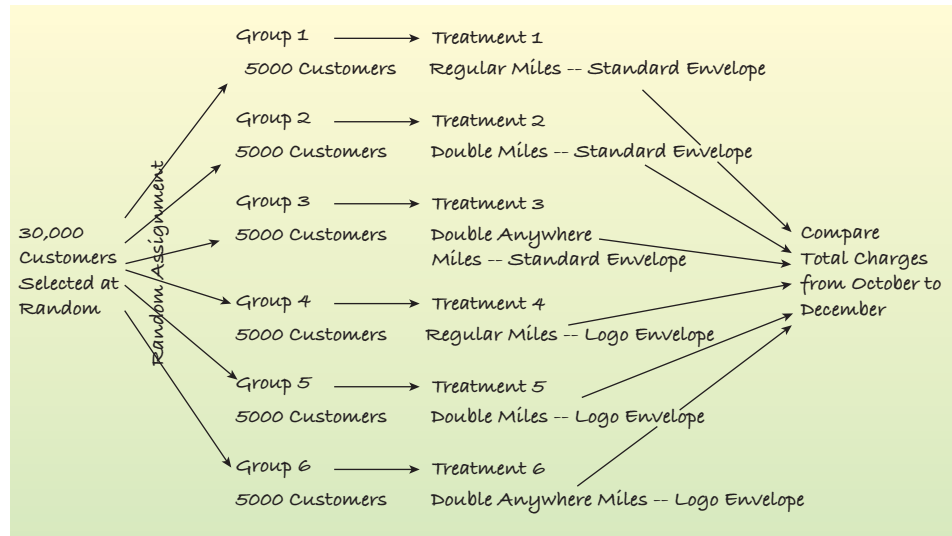 30,000
Customers
Selected at
Random
Random Assignment
Group 1
5000 Customers
Treatment 1
Regular Miles -- Standard Envelope
Group 2
5000 Customers
Treatment 2
Double Miles -- Standard Envelope
Group 3
5000 Customers
Treatment 3
Double Anywhere
Miles -- Standard Envelope
Group 4
5000 Customers
Treatment 4
Regular Miles -- Logo Envelope
Group 5
5000 Customers
Treatment 5
Double Miles -- Logo Envelope
Group 6
5000 Customers
Treatment 6
Double Anywhere Miles -- Logo Envelope
Compare
Total Charges
from October to
December